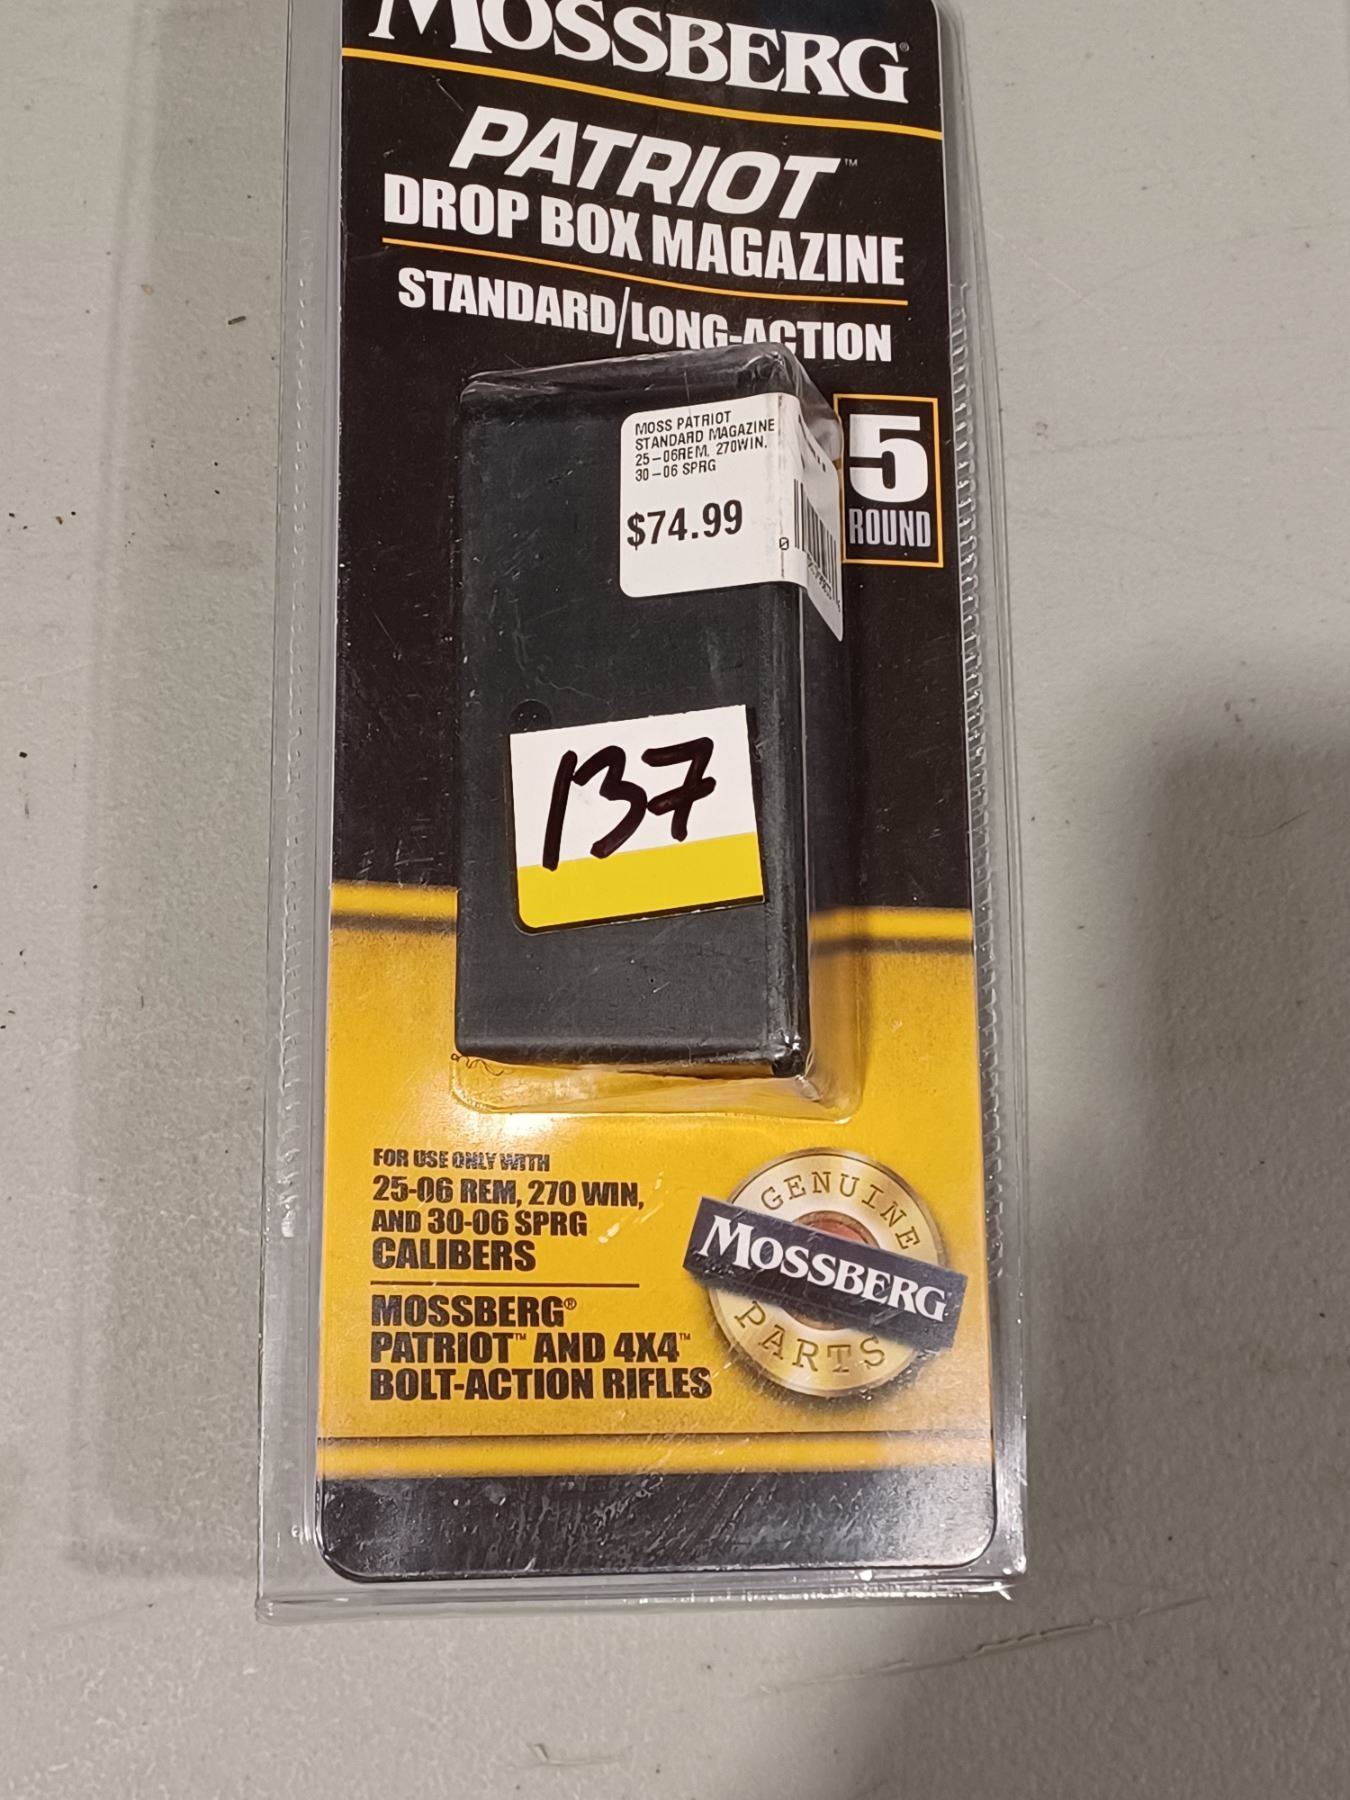 MOSSBERG®
PATRIOT™
DROP BOX MAGAZINE
STANDARD/LONG-ACTION
MOSS PATRIOT
STANDARD MAGAZINE
25-06REM, 270WIN,
30-06 SPRG
$74.99
0
5
ROUND
137
FOR USE ONLY WITH
25-06 REM, 270 WIN,
AND 30-06 SPRG
CALIBERS
MOSSBERG®
PATRIOT™ AND 4X4™
BOLT-ACTION RIFLES
GENUINE
MOSSBERG
PARTS